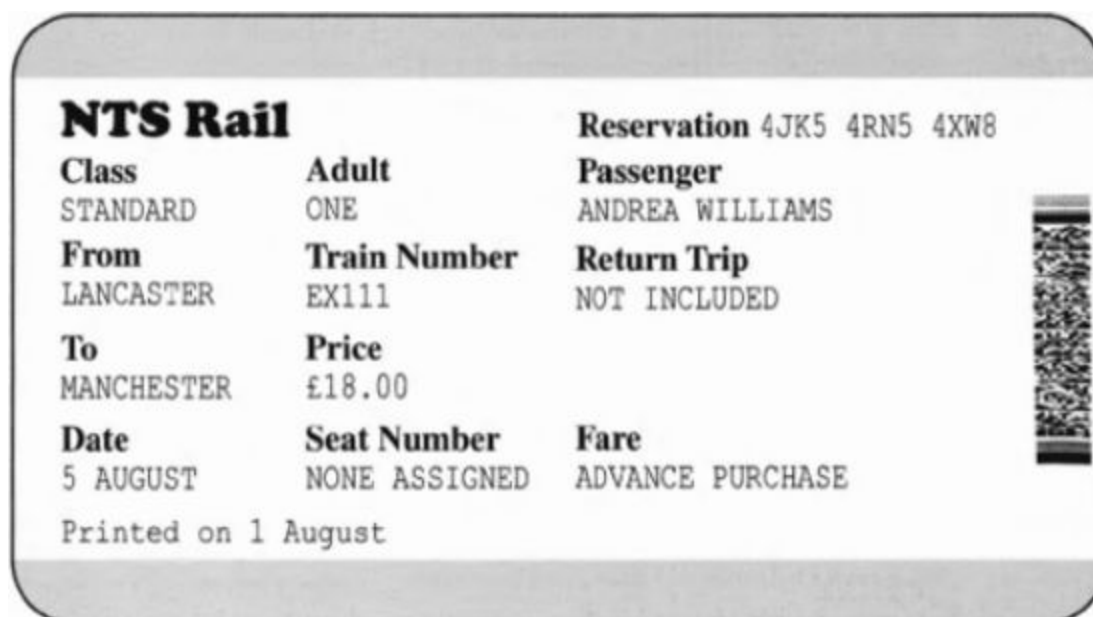 NTS Rail Reservation 4JK5 4RN5 4XW8
Class Adult Passenger
STANDARD ONE ANDREA WILLIAMS
From Train Number Return Trip
LANCASTER EX111 NOT INCLUDED
To Price
MANCHESTER £18.00
Date Seat Number Fare
5 AUGUST NONE ASSIGNED ADVANCE PURCHASE
Printed on 1 August